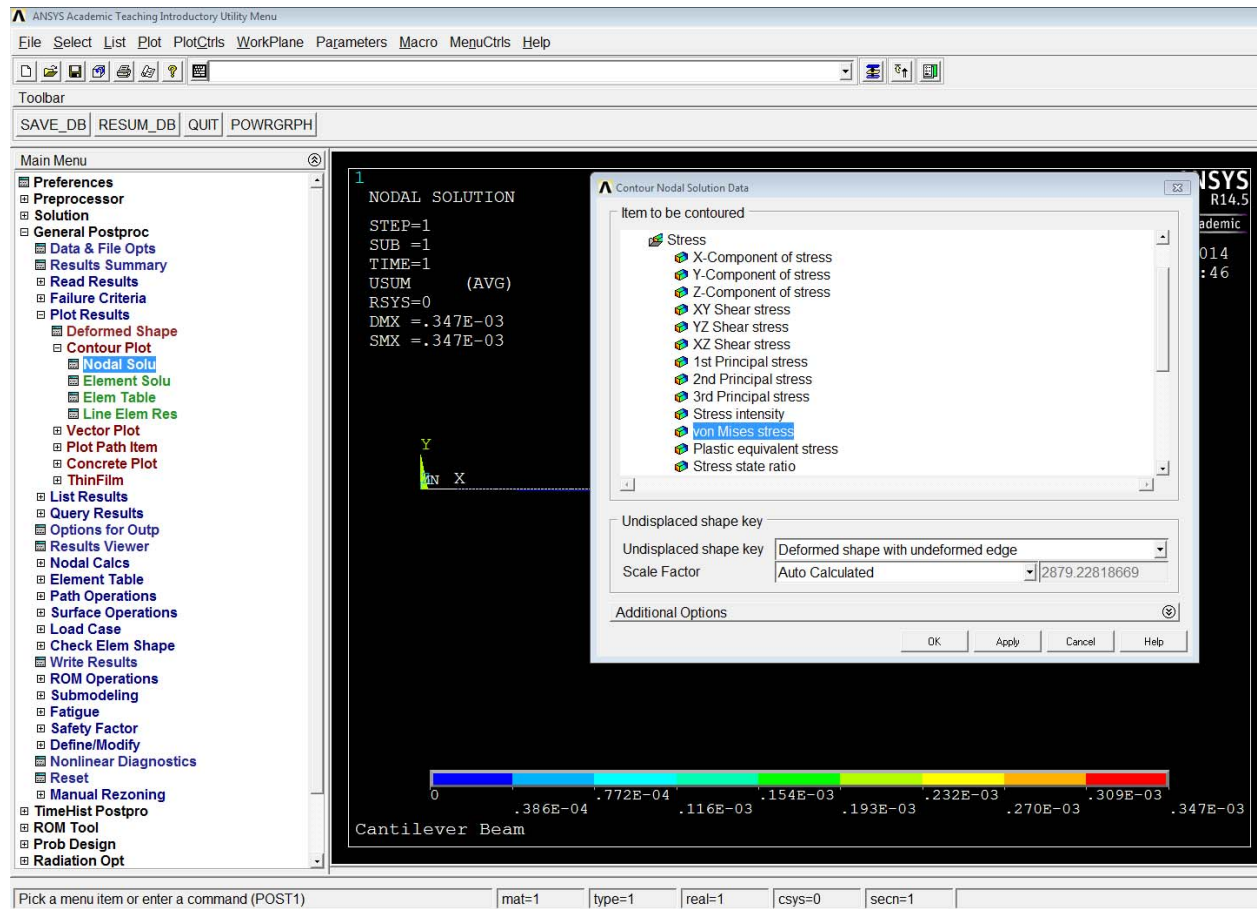 ANSYS Academic Teaching Introductory Utility Menu
File Select List Plot PlotCtrls WorkPlane Parameters Macro MenuCtrls Help
Toolbar
SAVE_DB RESUM_DB QUIT POWRGRPH
Main Menu
Preferences
Preprocessor
Solution
General Postproc
Data & File Opts
Results Summary
Read Results
Failure Criteria
Plot Results
Deformed Shape
Contour Plot
Nodal Solu
Element Solu
Elem Table
Line Elem Res
Vector Plot
Plot Path Item
Concrete Plot
ThinFilm
List Results
Query Results
Options for Outp
Results Viewer
Nodal Calcs
Element Table
Path Operations
Surface Operations
Load Case
Check Elem Shape
Write Results
ROM Operations
Submodeling
Fatigue
Safety Factor
Define/Modify
Nonlinear Diagnostics
Reset
Manual Rezoning
TimeHist Postpro
ROM Tool
Prob Design
Radiation Opt
1
NODAL SOLUTION
STEP=1
SUB =1
TIME=1
USUM (AVG)
RSYS=0
DMX =.347E-03
SMX =.347E-03
Y
X
NSYS
R14.5
ademic
014
:46
Contour Nodal Solution Data
Item to be contoured
Stress
X-Component of stress
Y-Component of stress
Z-Component of stress
XY Shear stress
YZ Shear stress
XZ Shear stress
1st Principal stress
2nd Principal stress
3rd Principal stress
Stress intensity
von Mises stress
Plastic equivalent stress
Stress state ratio
Undisplaced shape key
Undisplaced shape key Deformed shape with undeformed edge
Scale Factor Auto Calculated 2879.22818669
Additional Options
OK Apply Cancel Help
0 .772E-04 .154E-03 .232E-03 .309E-03
.386E-04 .116E-03 .193E-03 .270E-03 .347E-03
Cantilever Beam
Pick a menu item or enter a command (POST1) mat=1 type=1 real=1 csys=0 secn=1